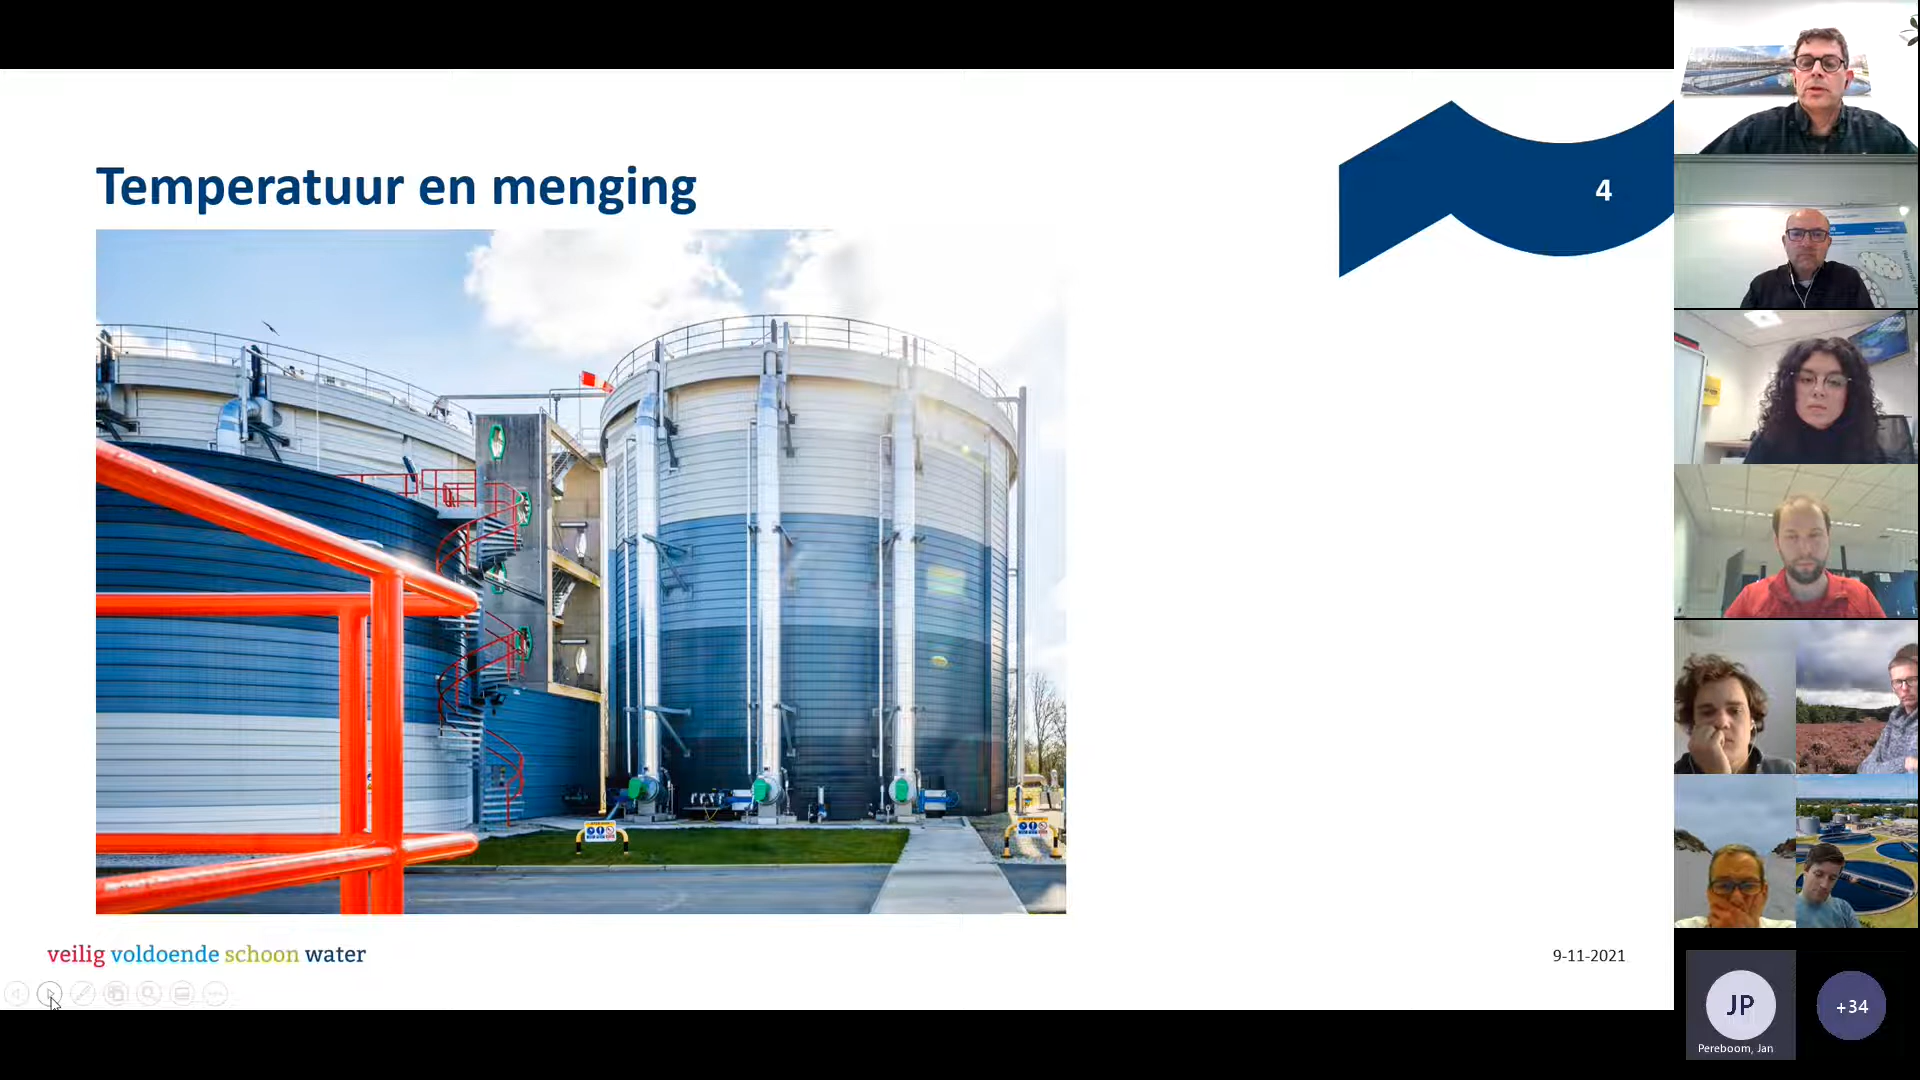 Temperatuur en menging
4
veilig voldoende schoon water
9-11-2021
JP
Pereboom, Jan
+34